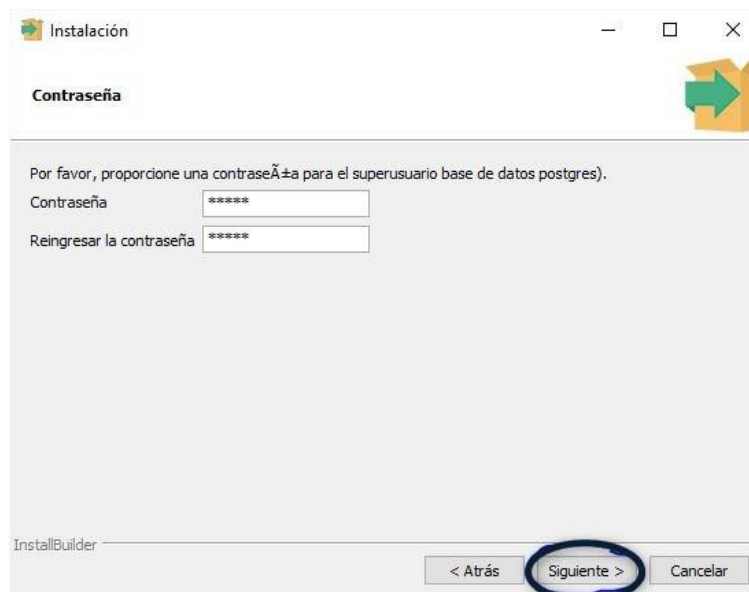 Instalación
Contraseña
Por favor, proporcione una contraseÃ±a para el superusuario base de datos postgres).
Contraseña *****
Reingresar la contraseña *****
InstallBuilder
< Atrás Siguiente > Cancelar